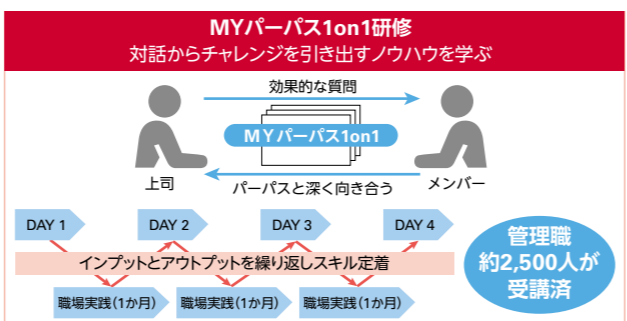 MYパーパス1on1研修
対話からチャレンジを引き出すノウハウを学ぶ
効果的な質問
MYパーパス1on1
上司
パーパスと深く向き合う
メンバー
DAY 1
DAY 2
DAY 3
DAY 4
インプットとアウトプットを繰り返しスキル定着
職場実践(1か月)
職場実践(1か月)
職場実践(1か月)
管理職
約2,500人が
受講済